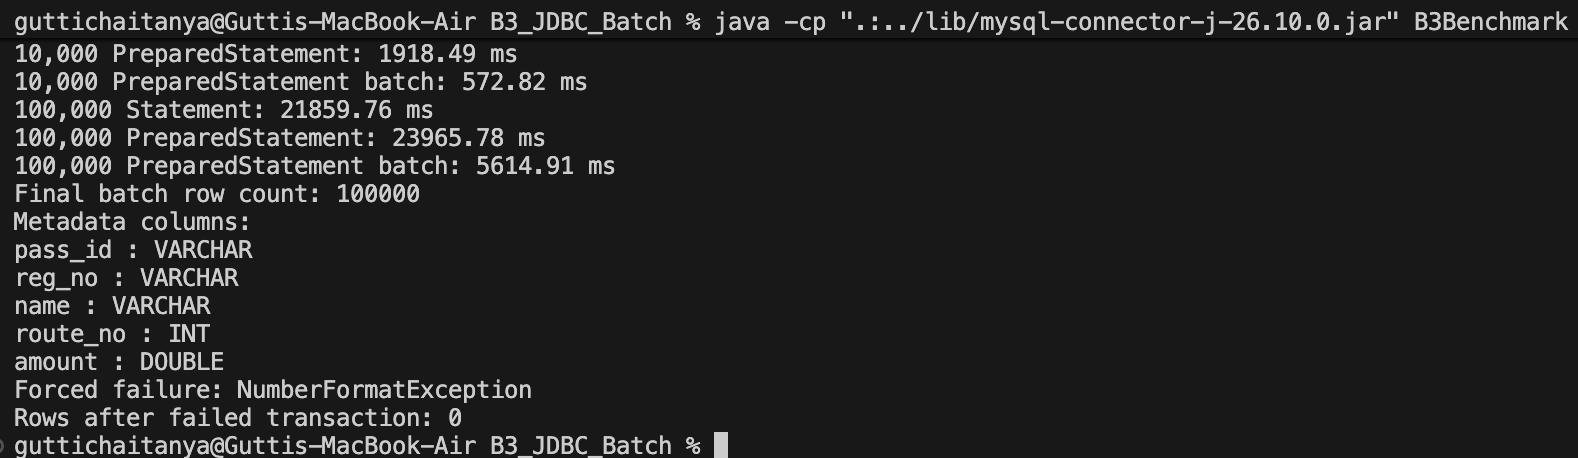 guttichaitanya@Guttis-MacBook-Air B3_JDBC_Batch % java -cp ".:../lib/mysql-connector-j-26.10.0.jar" B3Benchmark
10,000 PreparedStatement: 1918.49 ms
10,000 PreparedStatement batch: 572.82 ms
100,000 Statement: 21859.76 ms
100,000 PreparedStatement: 23965.78 ms
100,000 PreparedStatement batch: 5614.91 ms
Final batch row count: 100000
Metadata columns:
pass_id : VARCHAR
reg_no : VARCHAR
name : VARCHAR
route_no : INT
amount : DOUBLE
Forced failure: NumberFormatException
Rows after failed transaction: 0
guttichaitanya@Guttis-MacBook-Air B3_JDBC_Batch %